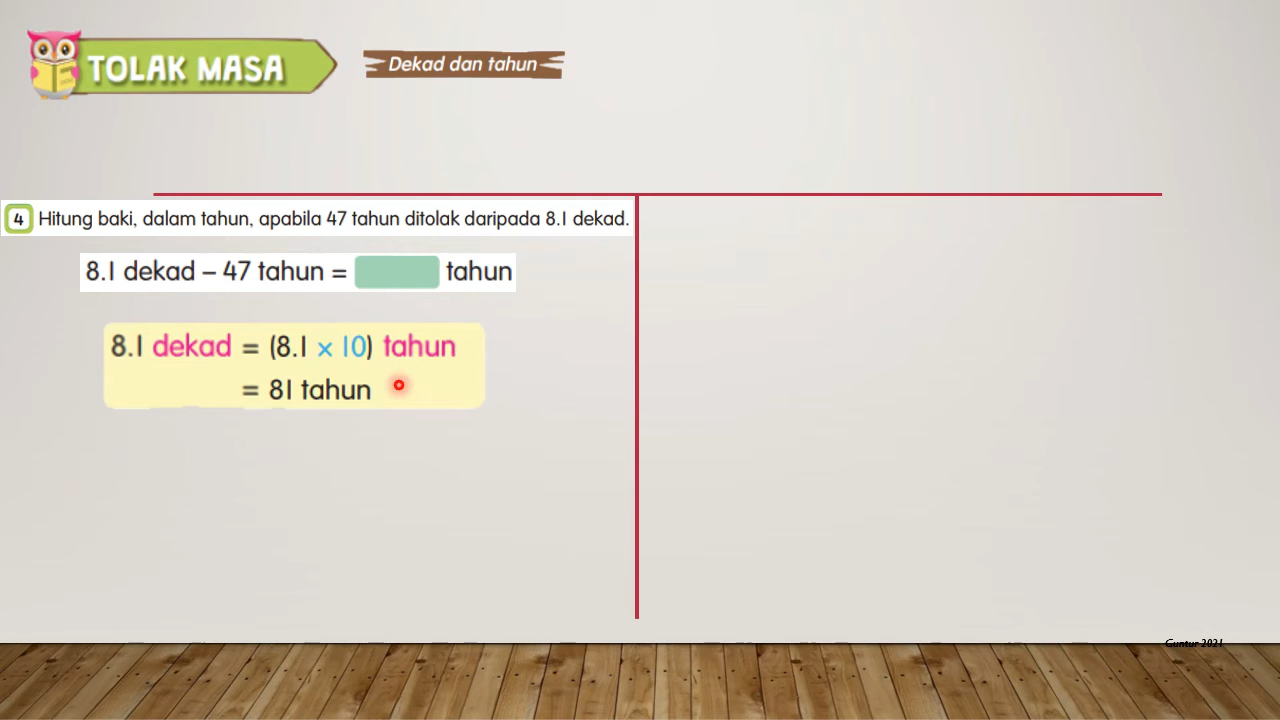 TOLAK MASA
Dekad dan tahun
4 Hitung baki, dalam tahun, apabila 47 tahun ditolak daripada 8.1 dekad.
8.1 dekad – 47 tahun = tahun
8.1 dekad = (8.1 × 10) tahun
= 81 tahun
Guntur 2021